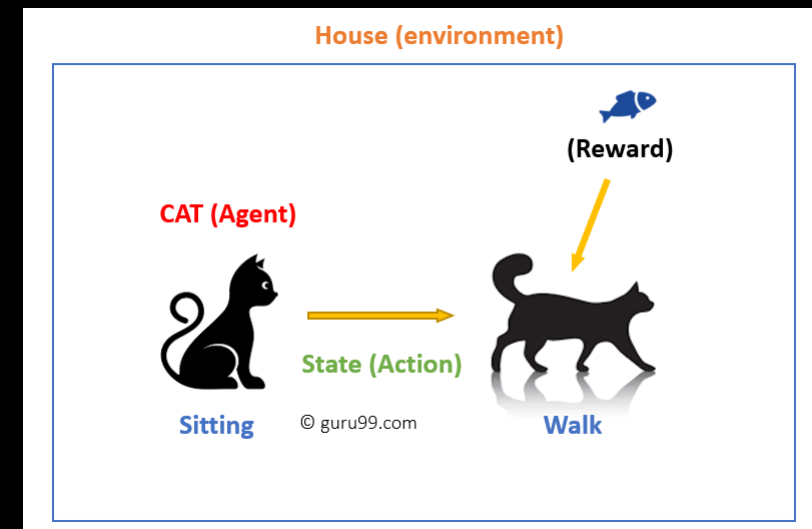 House (environment)
(Reward)
CAT (Agent)
State (Action)
Sitting
© guru99.com
Walk